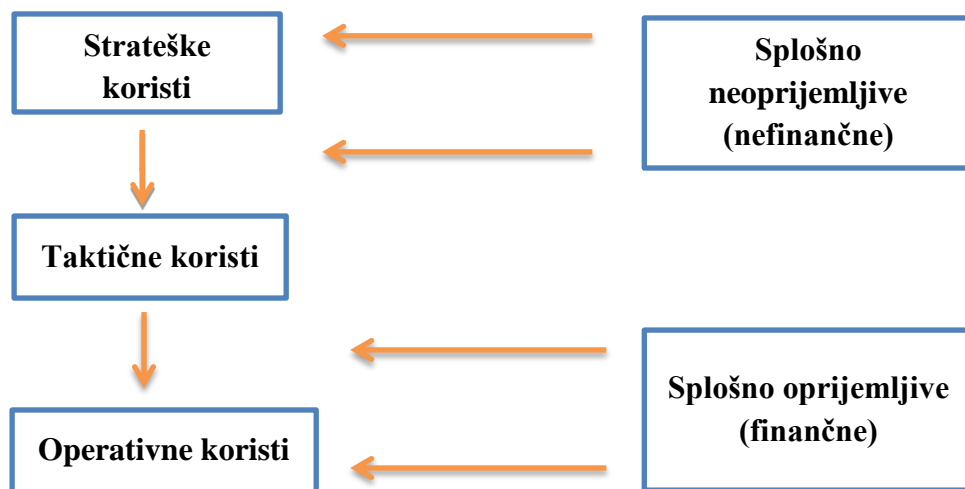 Strateške
koristi
Splošno
neoprijemljive
(nefinančne)
Taktične koristi
Splošno oprijemljive
(finančne)
Operativne koristi